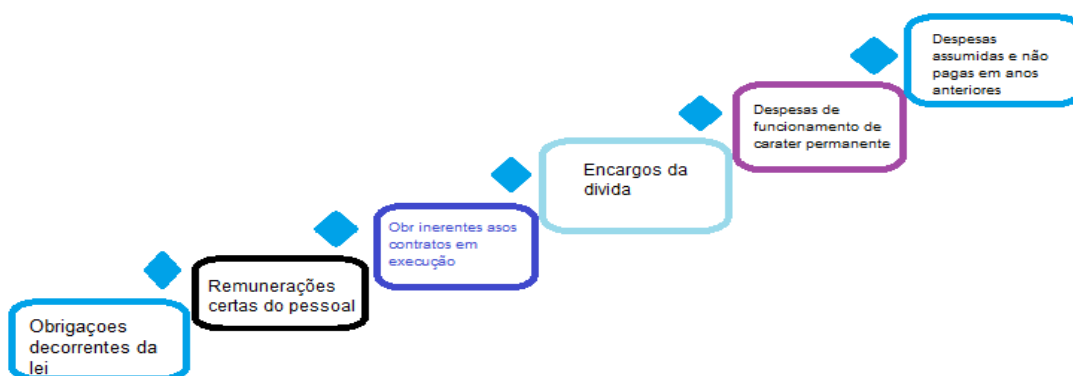 Despesas
assumidas e não
pagas em anos
anteriores
Despesas de
funcionamento de
carater permanente
Encargos da
divida
Obr inerentes asos
contratos em
execução
Remunerações
certas do pessoal
Obrigaçoes
decorrentes da
lei